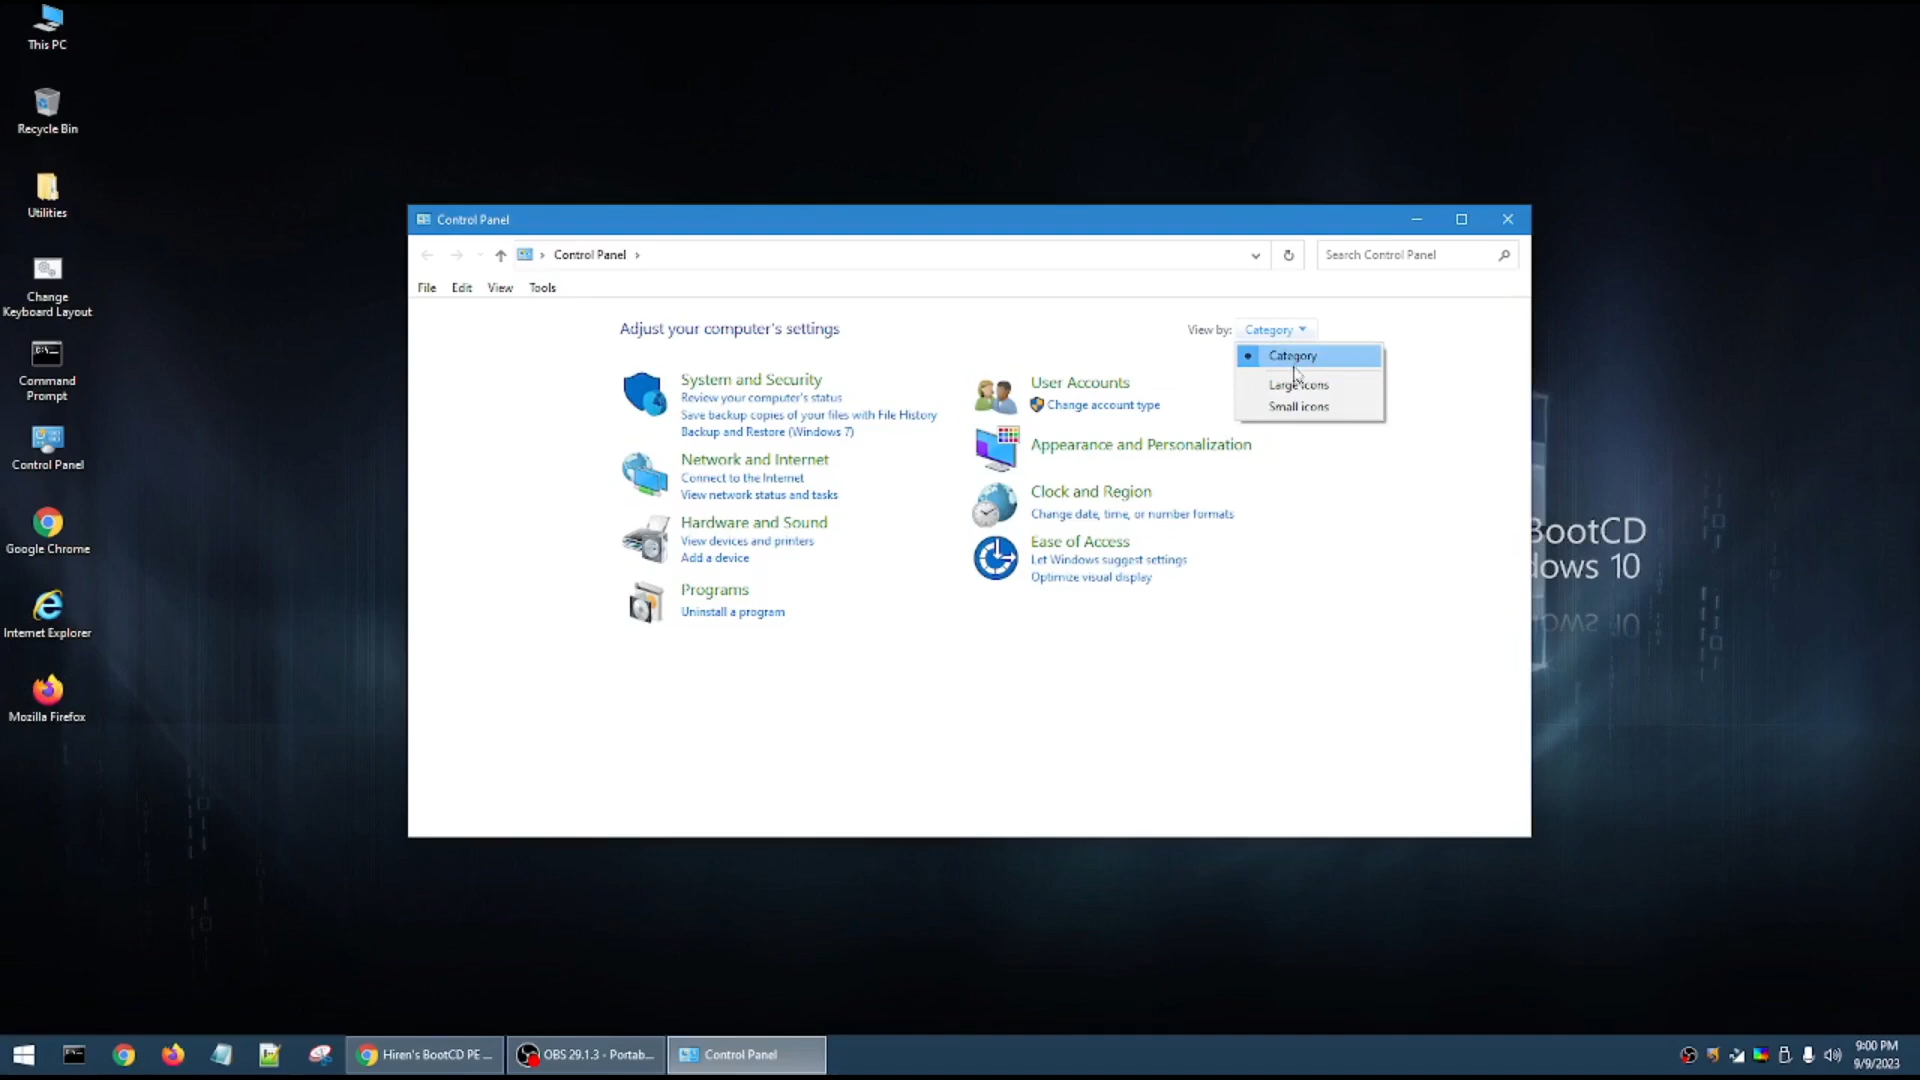 This PC
Recycle Bin
Utilities
Change
Keyboard Layout
Command
Prompt
Control Panel
Google Chrome
Internet Explorer
Mozilla Firefox
Control Panel
Control Panel
Search Control Panel
File Edit View Tools
Adjust your computer's settings
View by: Category
Category
Large icons
Small icons
System and Security
Review your computer's status
Save backup copies of your files with File History
Backup and Restore (Windows 7)
Network and Internet
Connect to the Internet
View network status and tasks
Hardware and Sound
View devices and printers
Add a device
Programs
Uninstall a program
User Accounts
Change account type
Appearance and Personalization
Clock and Region
Change date, time, or number formats
Ease of Access
Let Windows suggest settings
Optimize visual display
BootCD
dows 10
Hiren's BootCD PE ...
OBS 29.1.3 - Portab...
Control Panel
9:00 PM
9/9/2023